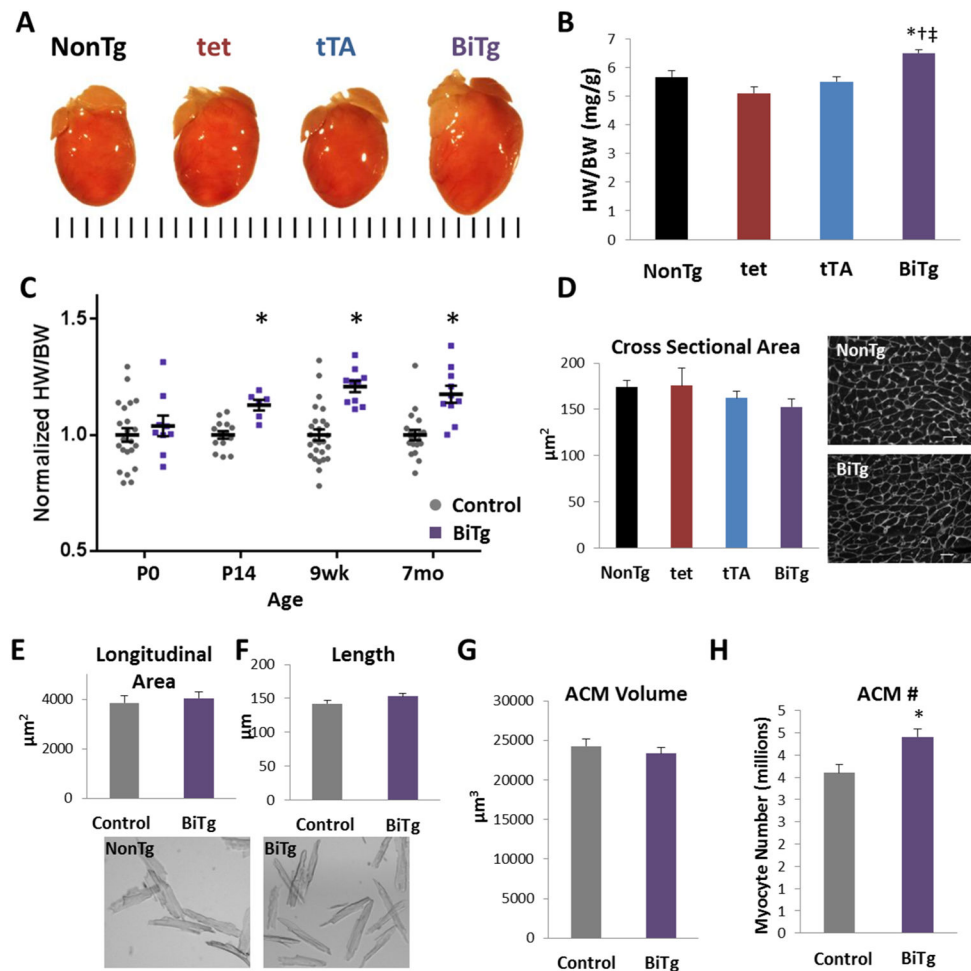 A
NonTg tet tTA BiTg
B
HW/BW (mg/g)
*†‡
7
6
5
4
3
2
1
0
NonTg tet tTA BiTg
C
Normalized HW/BW
1.5
1.0
0.5
* * *
Control
BiTg
P0 P14 9wk 7mo
Age
D
Cross Sectional Area
µm²
200
150
100
50
0
NonTg tet tTA BiTg
NonTg
BiTg
E
Longitudinal
Area
µm²
4000
2000
0
Control BiTg
NonTg
F
Length
µm
200
150
100
50
0
Control BiTg
BiTg
G
ACM Volume
µm³
30000
25000
20000
15000
10000
5000
0
Control BiTg
H
ACM #
*
Myocyte Number (millions)
5
5
4
4
3
3
2
2
1
1
0
Control BiTg